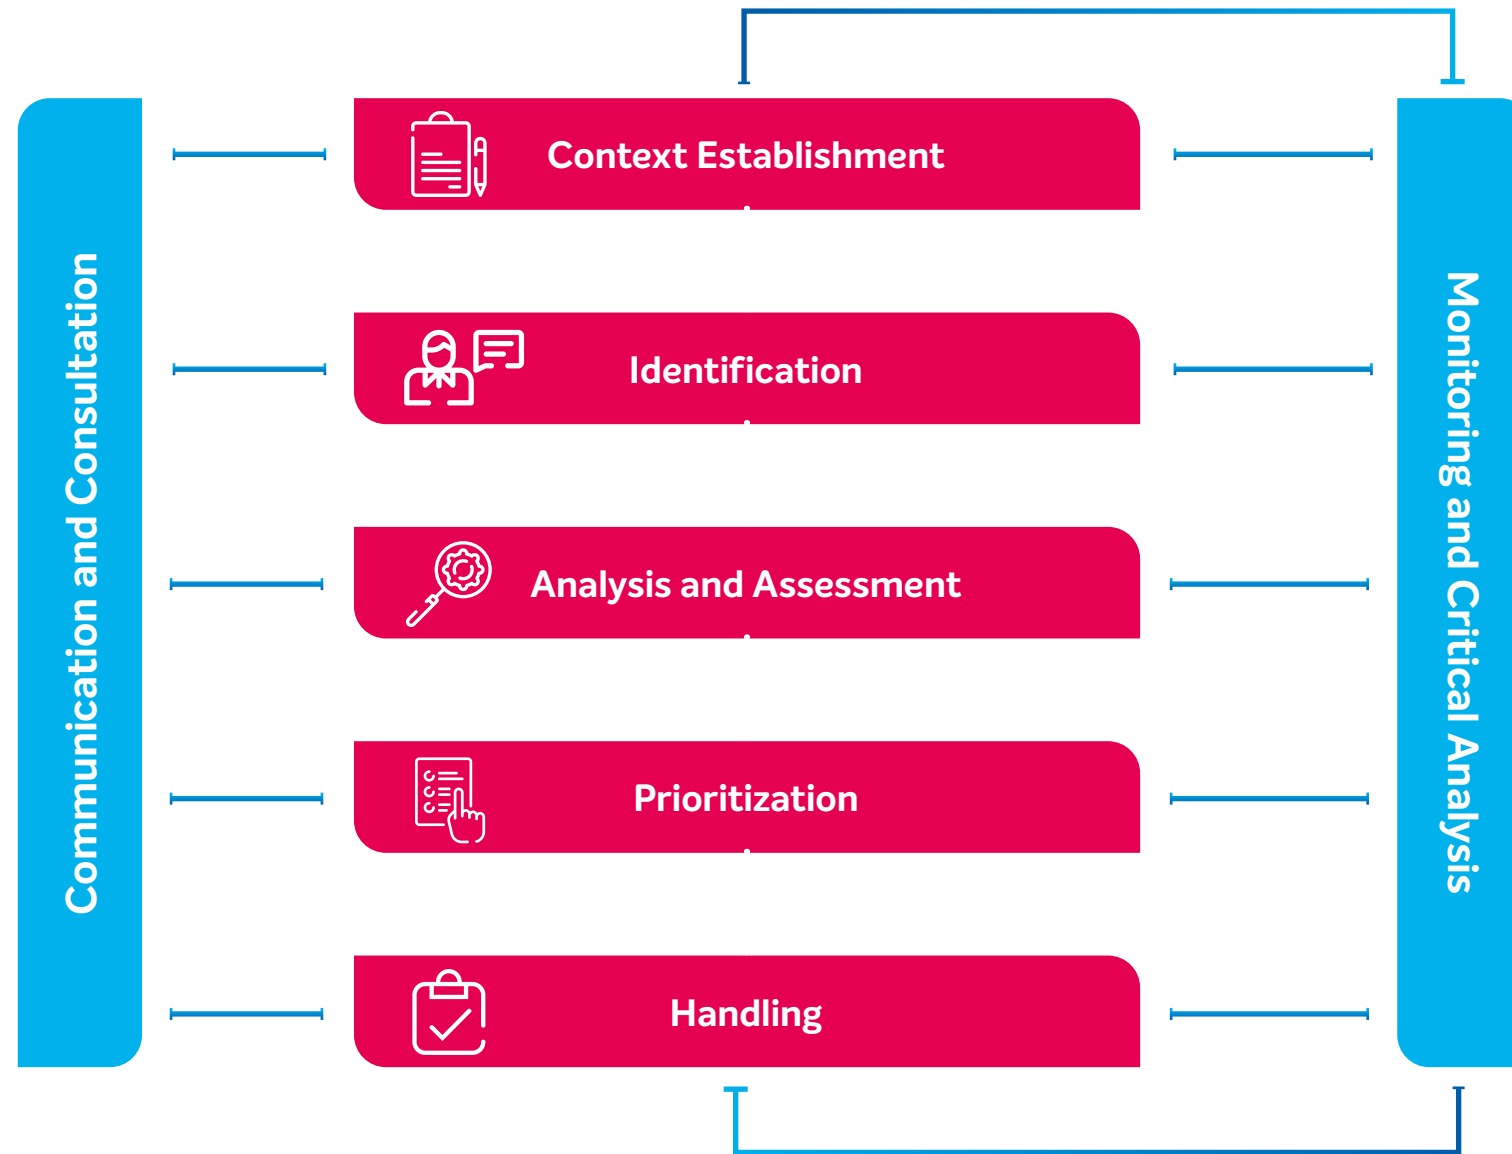 Communication and Consultation
Context Establishment
Identification
Analysis and Assessment
Prioritization
Handling
Monitoring and Critical Analysis